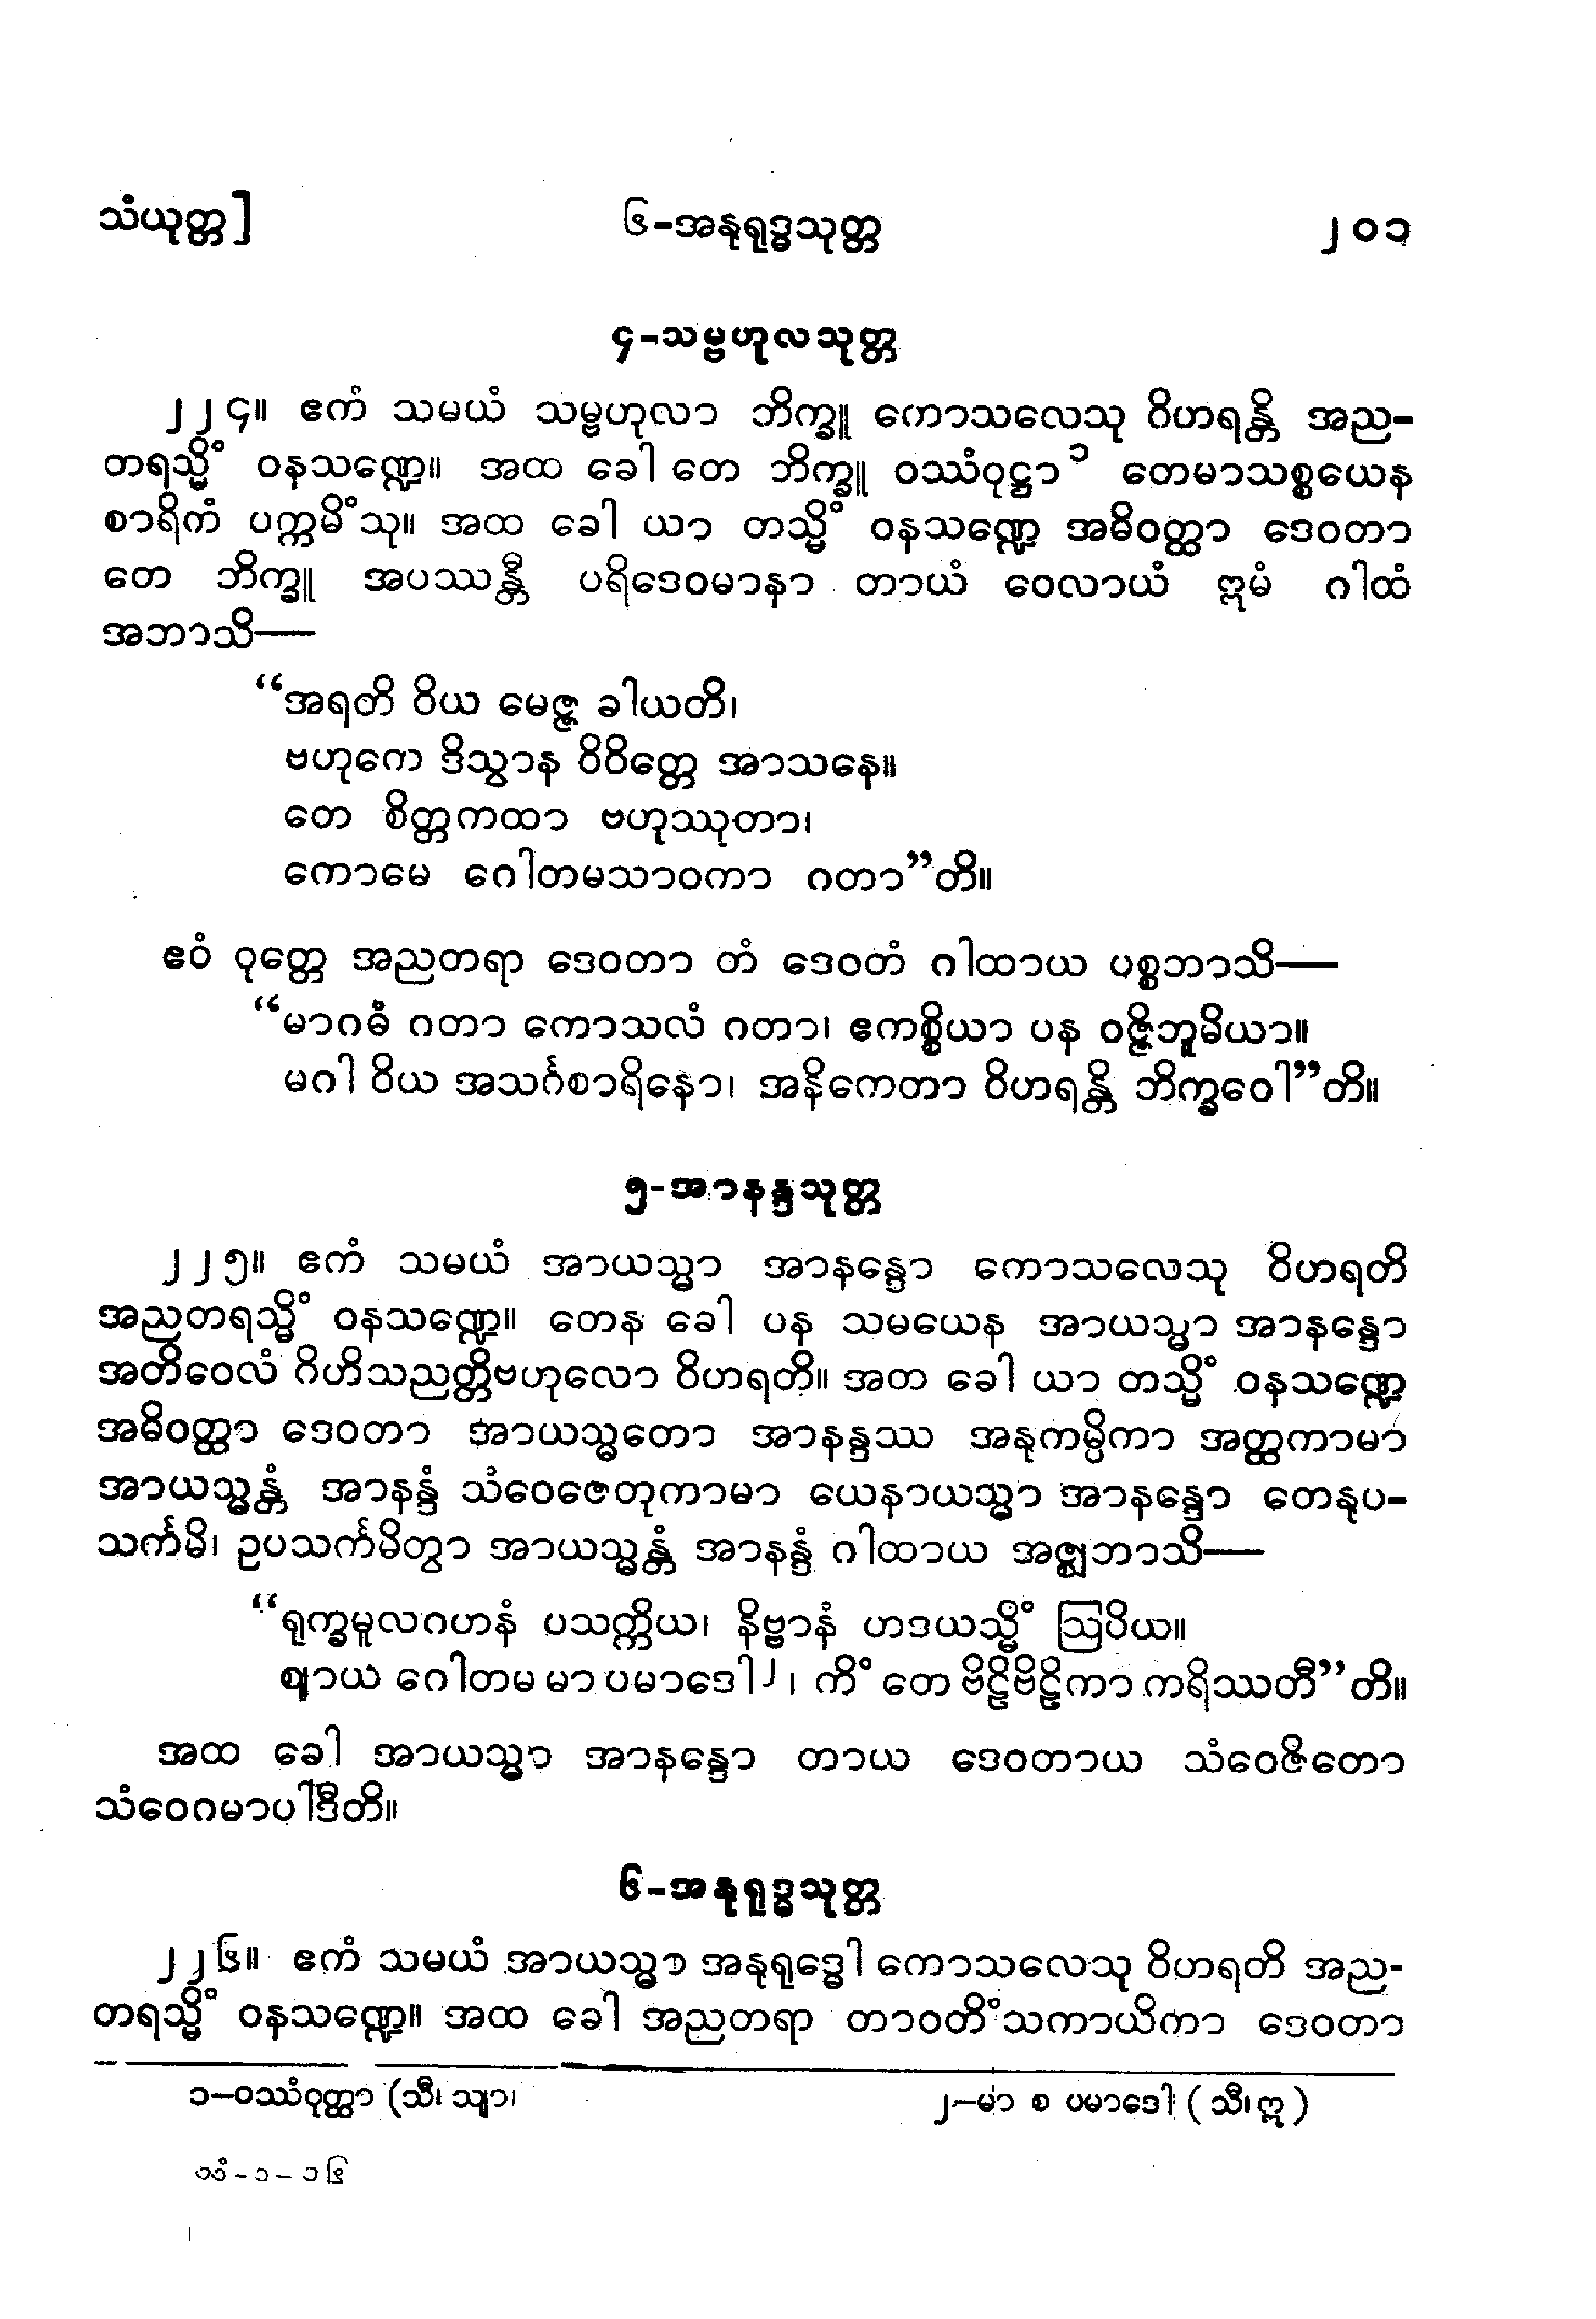 သံယုတ္တ] ၆-အနုရုဒ္ဓသုတ္တ ၂၀၁
၄-သမ္ဗဟုလသုတ္တ
၂၂၄။ ဧကံ သမယံ သမ္ဗဟုလာ ဘိက္ခူ ကောသလေသု ဝိဟရန္တိ အည-
တရသ္မိံ ဝနသဏ္ဍေ။ အထ ခေါ တေ ဘိက္ခူ ဝဿံဝုဋ္ဌာ ၁ တေမာသစ္စယေန
စာရိကံ ပက္ကမိံသု။ အထ ခေါ ယာ တသ္မိံ ဝနသဏ္ဍေ အဓိဝတ္ထာ ဒေဝတာ
တေ ဘိက္ခူ အပဿန္တီ ပရိဒေဝမာနာ တာယံ ဝေလာယံ ဣမံ ဂါထံ
အဘာသိ—
“အရတိ ဝိယ မေဇ္ဇ ခါယတိ၊
ဗဟုကေ ဒိသွာန ဝိဝိတ္တေ အာသနေ။
တေ စိတ္တကထာ ဗဟုဿုတာ၊
ကောမေ ဂေါတမသာဝကာ ဂတာ”တိ။
ဧဝံ ဝုတ္တေ အညတရာ ဒေဝတာ တံ ဒေဝတံ ဂါထာယ ပစ္စဘာသိ—
“မာဂဓံ ဂတာ ကောသလံ ဂတာ၊ ဧကစ္စိယာ ပန ဝဇ္ဇိဘူမိယာ။
မဂါ ဝိယ အသင်္ဂစာရိနော၊ အနိကေတာ ဝိဟရန္တိ ဘိက္ခဝေါ”တိ။
၅-အာနန္ဒသုတ္တ
၂၂၅။ ဧကံ သမယံ အာယသ္မာ အာနန္ဒော ကောသလေသု ဝိဟရတိ
အညတရသ္မိံ ဝနသဏ္ဍေ။ တေန ခေါ ပန သမယေန အာယသ္မာ အာနန္ဒော
အတိဝေလံ ဂိဟိသညတ္တိဗဟုလော ဝိဟရတိ။ အတ ခေါ ယာ တသ္မိံ ဝနသဏ္ဍေ
အဓိဝတ္ထာ ဒေဝတာ အာယသ္မတော အာနန္ဒဿ အနုကမ္ပိကာ အတ္ထကာမာ
အာယသ္မန္တံ အာနန္ဒံ သံဝေဇေတုကာမာ ယေနာယသ္မာ အာနန္ဒော တေနုပ-
သင်္ကမိ၊ ဥပသင်္ကမိတွာ အာယသ္မန္တံ အာနန္ဒံ ဂါထာယ အဇ္ဈဘာသိ—
“ရုက္ခမူလဂဟနံ ပသက္ကိယ၊ နိဗ္ဗာနံ ဟဒယသ္မိံ ဩပိယ။
ဈာယ ဂေါတမ မာ ပမာဒေါ ၂၊ ကိံ တေ ဗိဠိဗိဠိကာ ကရိဿတီ”တိ။
အထ ခေါ အာယသ္မာ အာနန္ဒော တာယ ဒေဝတာယ သံဝေဇိတော
သံဝေဂမာပါဒီတိ။
၆-အနုရုဒ္ဓသုတ္တ
၂၂၆။ ဧကံ သမယံ အာယသ္မာ အနုရုဒ္ဓေါ ကောသလေသု ဝိဟရတိ အည-
တရသ္မိံ ဝနသဏ္ဍေ။ အထ ခေါ အညတရာ တာဝတိံသကာယိကာ ဒေဝတာ
၁-ဝဿံဝုတ္ထာ (သီ၊ သျာ၊ ၂-မာ စ ပမာဒေါ (သီ၊ ဣ)
သံ-၁-၁၆